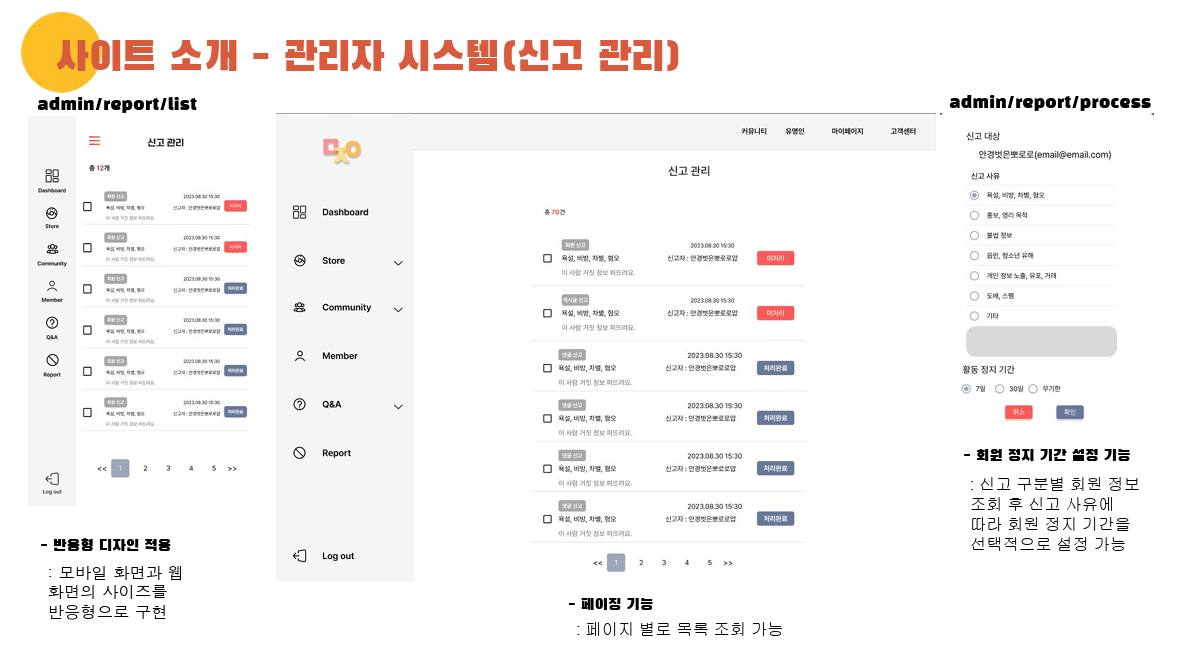 사이트 소개 - 관리자 시스템(신고 관리)
admin/report/list
신고 관리
총 12개
Dashboard
Store
Community
Member
Q&A
Report
Log out
회원 신고
2023.08.30 15:30
욕설, 비방, 차별, 혐오
신고자 : 안경벗은뽀로로압
미처리
이 사람 거짓 정보 퍼뜨려요.
회원 신고
2023.08.30 15:30
욕설, 비방, 차별, 혐오
신고자 : 안경벗은뽀로로압
미처리
이 사람 거짓 정보 퍼뜨려요.
회원 신고
2023.08.30 15:30
욕설, 비방, 차별, 혐오
신고자 : 안경벗은뽀로로압
처리완료
이 사람 거짓 정보 퍼뜨려요.
회원 신고
2023.08.30 15:30
욕설, 비방, 차별, 혐오
신고자 : 안경벗은뽀로로압
처리완료
이 사람 거짓 정보 퍼뜨려요.
회원 신고
2023.08.30 15:30
욕설, 비방, 차별, 혐오
신고자 : 안경벗은뽀로로압
처리완료
이 사람 거짓 정보 퍼뜨려요.
회원 신고
2023.08.30 15:30
욕설, 비방, 차별, 혐오
신고자 : 안경벗은뽀로로압
처리완료
이 사람 거짓 정보 퍼뜨려요.
<< 1 2 3 4 5 >>
- 반응형 디자인 적용
: 모바일 화면과 웹
화면의 사이즈를
반응형으로 구현
커뮤니티 유명인 마이페이지 고객센터
Dashboard
Store
Community
Member
Q&A
Report
Log out
신고 관리
총 70건
회원 신고
2023.08.30 15:30
욕설, 비방, 차별, 혐오
신고자 : 안경벗은뽀로로압
미처리
이 사람 거짓 정보 퍼뜨려요.
게시글 신고
2023.08.30 15:30
욕설, 비방, 차별, 혐오
신고자 : 안경벗은뽀로로압
미처리
이 사람 거짓 정보 퍼뜨려요.
댓글 신고
2023.08.30 15:30
욕설, 비방, 차별, 혐오
신고자 : 안경벗은뽀로로압
처리완료
이 사람 거짓 정보 퍼뜨려요.
댓글 신고
2023.08.30 15:30
욕설, 비방, 차별, 혐오
신고자 : 안경벗은뽀로로압
처리완료
이 사람 거짓 정보 퍼뜨려요.
댓글 신고
2023.08.30 15:30
욕설, 비방, 차별, 혐오
신고자 : 안경벗은뽀로로압
처리완료
이 사람 거짓 정보 퍼뜨려요.
댓글 신고
2023.08.30 15:30
욕설, 비방, 차별, 혐오
신고자 : 안경벗은뽀로로압
처리완료
이 사람 거짓 정보 퍼뜨려요.
<< 1 2 3 4 5 >>
- 페이징 기능
: 페이지 별로 목록 조회 가능
admin/report/process
신고 대상
안경벗은뽀로로(email@email.com)
신고 사유
욕설, 비방, 차별, 혐오
홍보, 영리 목적
불법 정보
음란, 청소년 유해
개인 정보 노출, 유포, 거래
도배, 스팸
기타
활동 정지 기간
7일 30일 무기한
취소 확인
- 회원 정지 기간 설정 기능
: 신고 구분별 회원 정보
조회 후 신고 사유에
따라 회원 정지 기간을
선택적으로 설정 가능